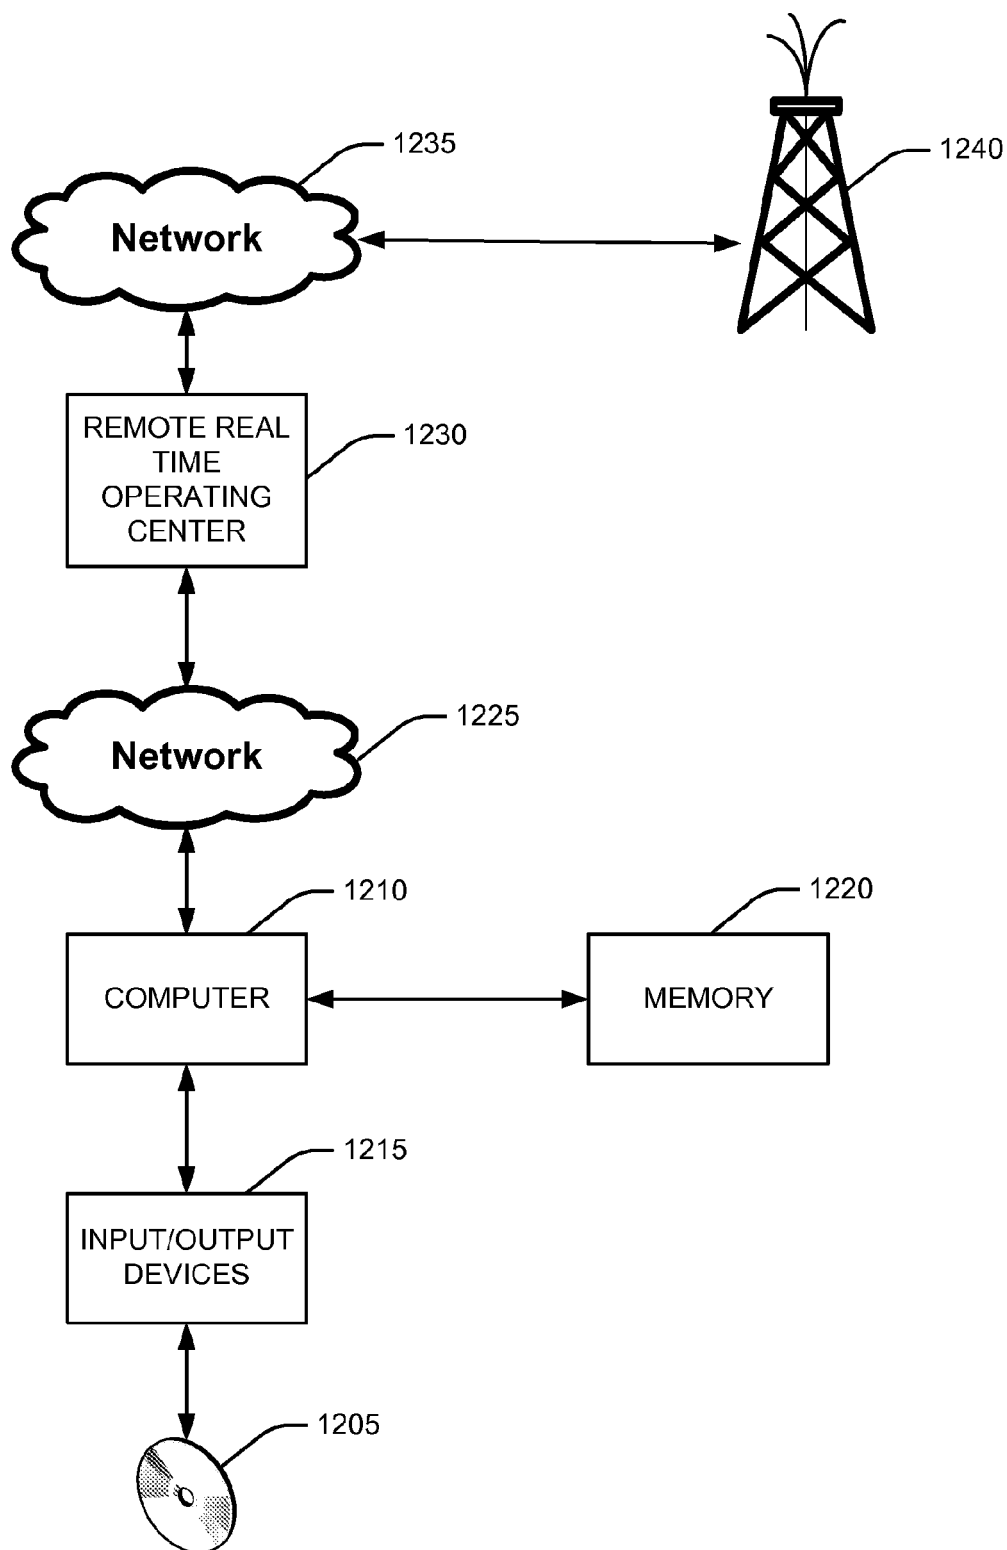 1235
1240
Network
REMOTE REAL
TIME
OPERATING
CENTER
1230
1225
Network
1210
1220
COMPUTER
MEMORY
1215
INPUT/OUTPUT
DEVICES
1205